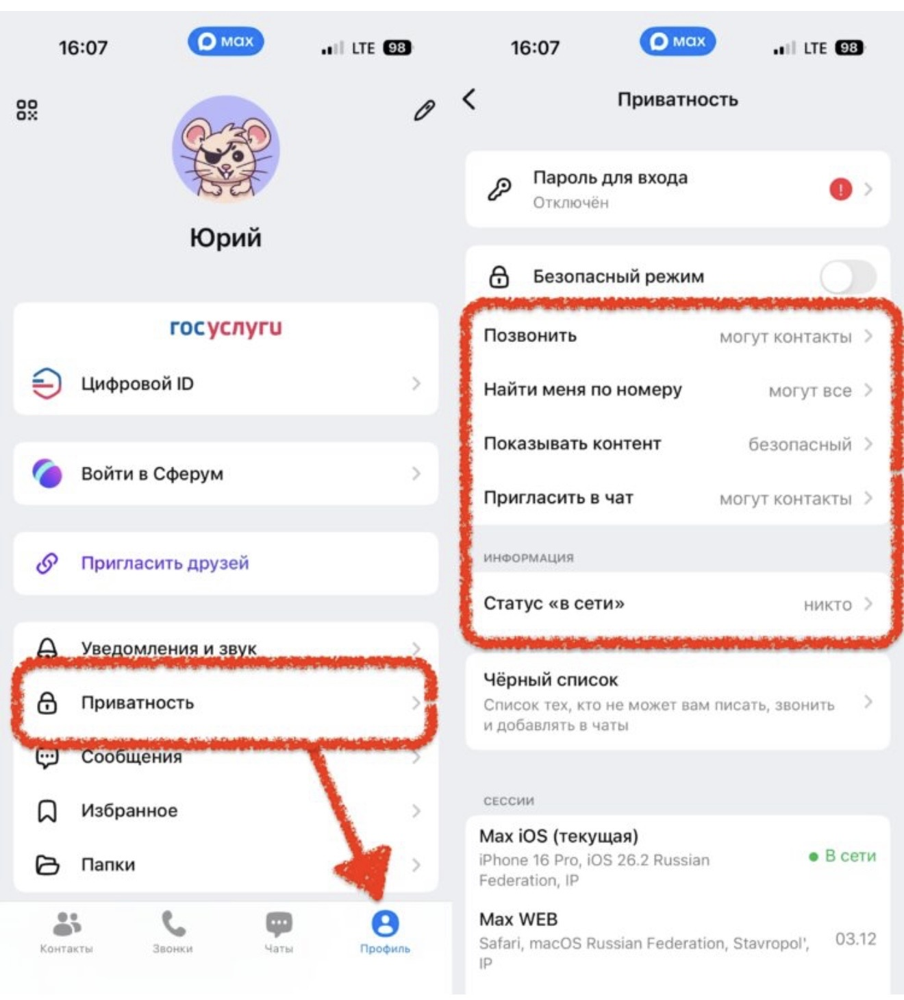 16:07
max
LTE 98
Юрий
госуслуги
Цифровой ID
Войти в Сферум
Пригласить друзей
Уведомления и звук
Приватность
Сообщения
Избранное
Папки
Контакты
Звонки
Чаты
Профиль
16:07
max
LTE 98
Приватность
Пароль для входа
Отключён
!
Безопасный режим
Позвонить могут контакты
Найти меня по номеру могут все
Показывать контент безопасный
Пригласить в чат могут контакты
ИНФОРМАЦИЯ
Статус «в сети» никто
Чёрный список
Список тех, кто не может вам писать, звонить
и добавлять в чаты
СЕССИИ
Max iOS (текущая)
iPhone 16 Pro, iOS 26.2 Russian
Federation, IP
В сети
Max WEB
Safari, macOS Russian Federation, Stavropol',
IP
03.12